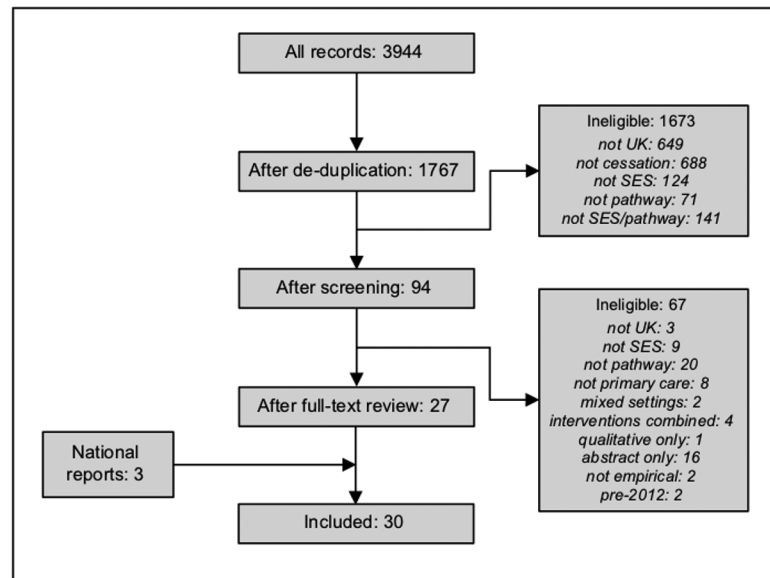 All records: 3944
After de-duplication: 1767
Ineligible: 1673
not UK: 649
not cessation: 688
not SES: 124
not pathway: 71
not SES/pathway: 141
After screening: 94
Ineligible: 67
not UK: 3
not SES: 9
not pathway: 20
not primary care: 8
mixed settings: 2
interventions combined: 4
qualitative only: 1
abstract only: 16
not empirical: 2
pre-2012: 2
After full-text review: 27
National
reports: 3
Included: 30